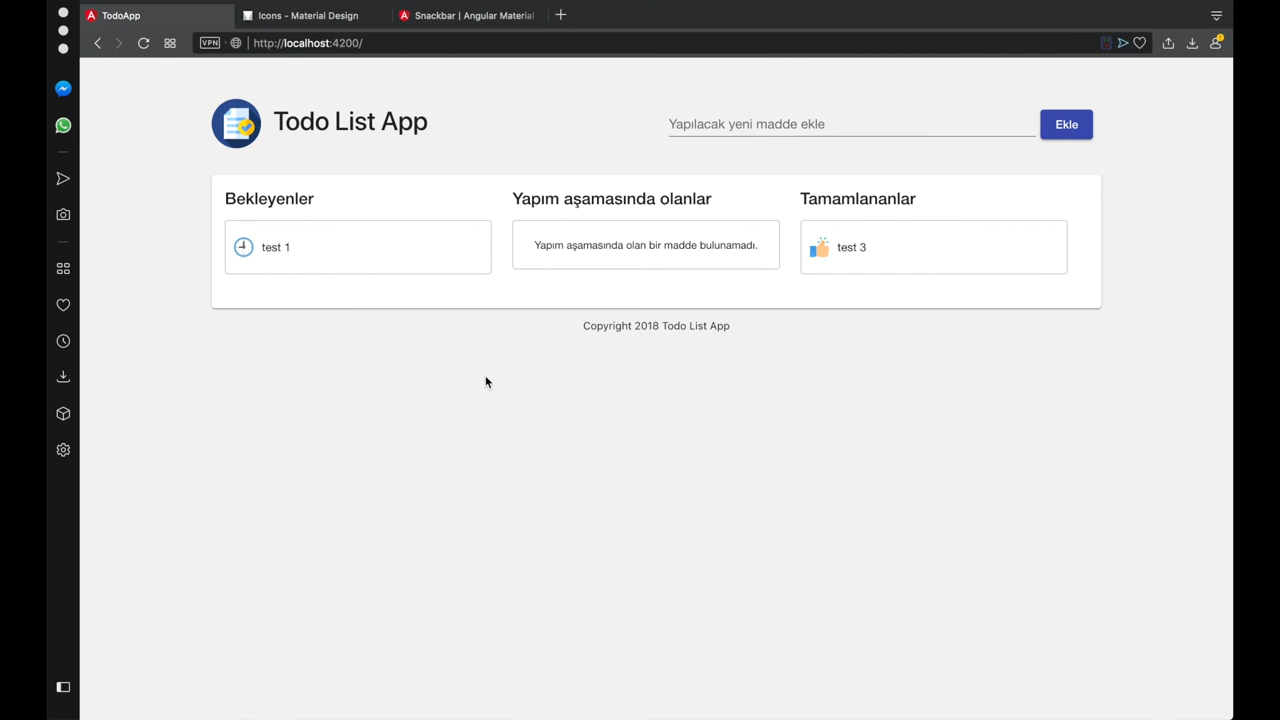 TodoApp
Icons - Material Design
Snackbar | Angular Material
VPN
http://localhost:4200/
Todo List App
Yapılacak yeni madde ekle
Ekle
Bekleyenler
Yapım aşamasında olanlar
Tamamlananlar
test 1
Yapım aşamasında olan bir madde bulunamadı.
test 3
Copyright 2018 Todo List App